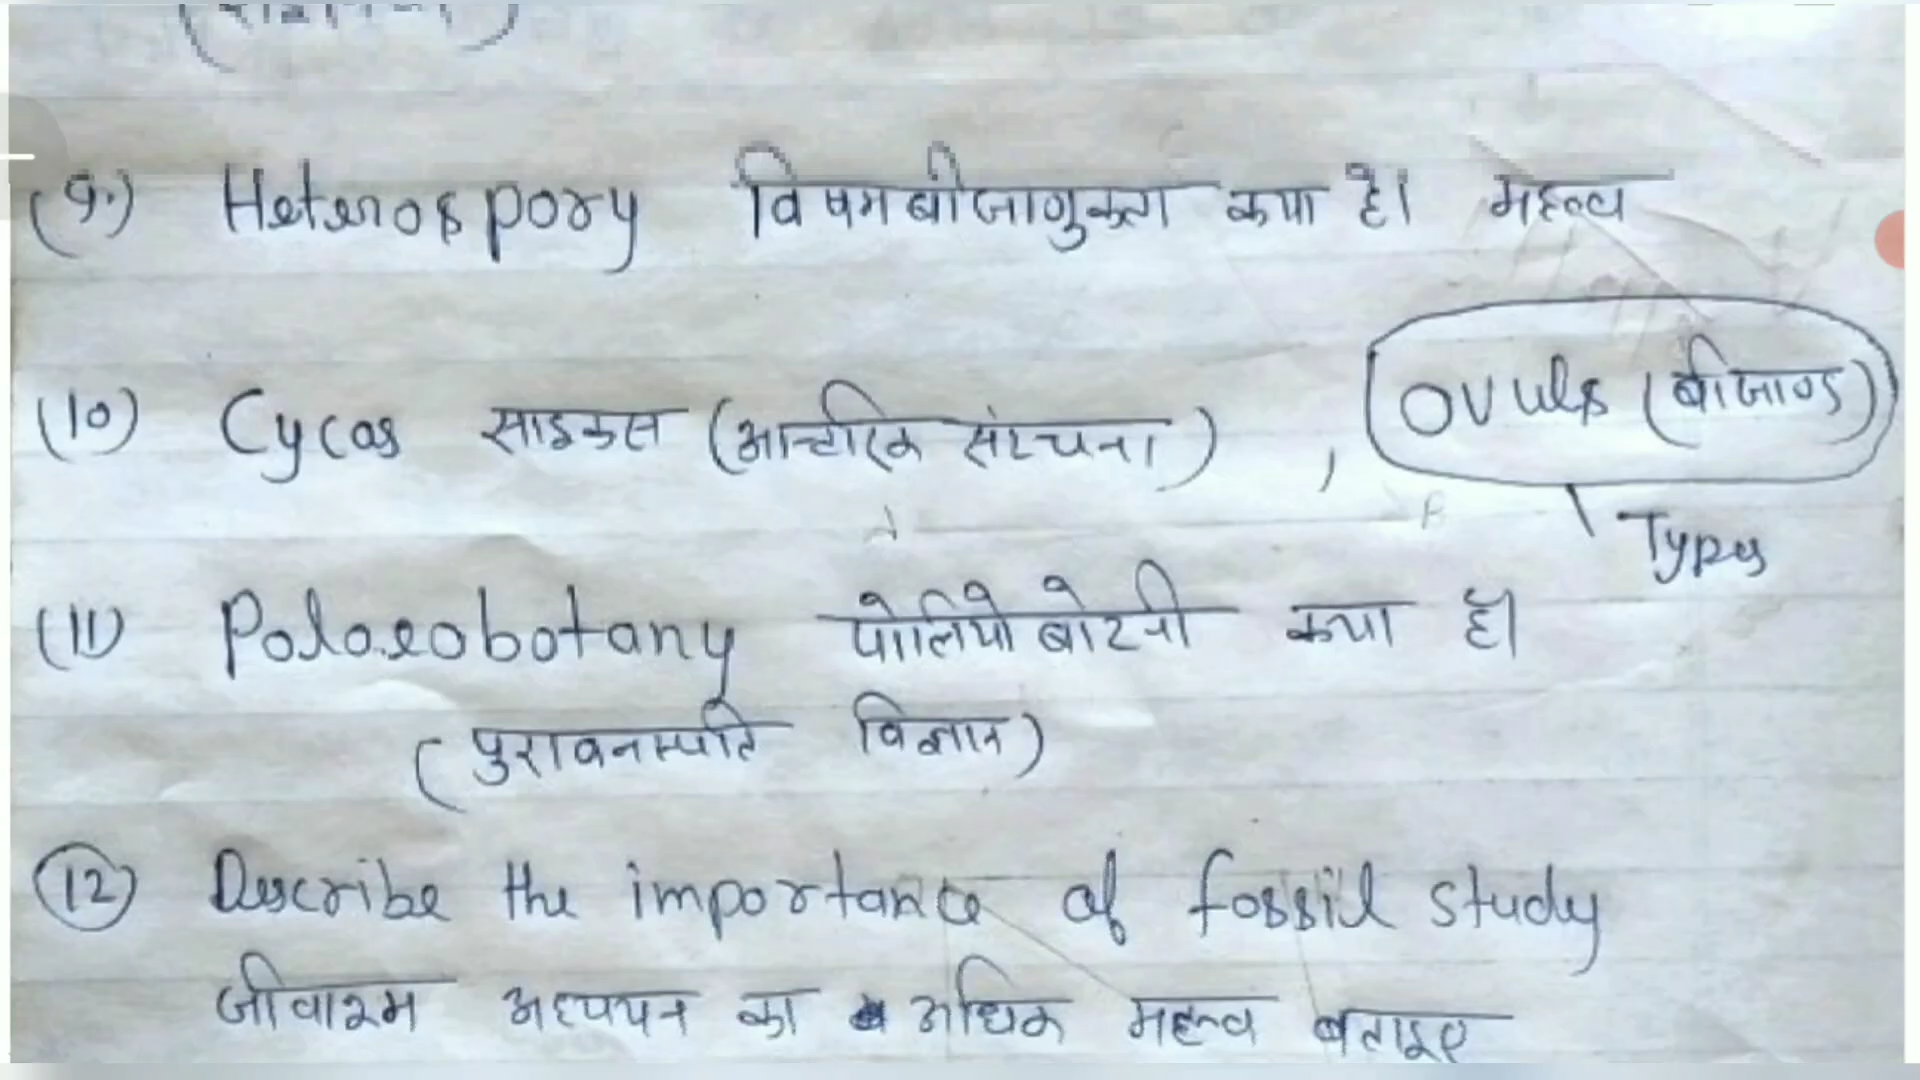 (9.) Heterospory विषमबीजाणुकता क्या है। महत्व
(10) Cycas साइकस (आन्तरिक संरचना) , Ovules (बीजाण्ड)
Types
(11) Palaeobotany पोलियो बोटनी क्या है।
(पुरावनस्पति विज्ञान)
(12) Describe the importance of fossil study
जीवाश्म अध्ययन का अधिक महत्व बताइए